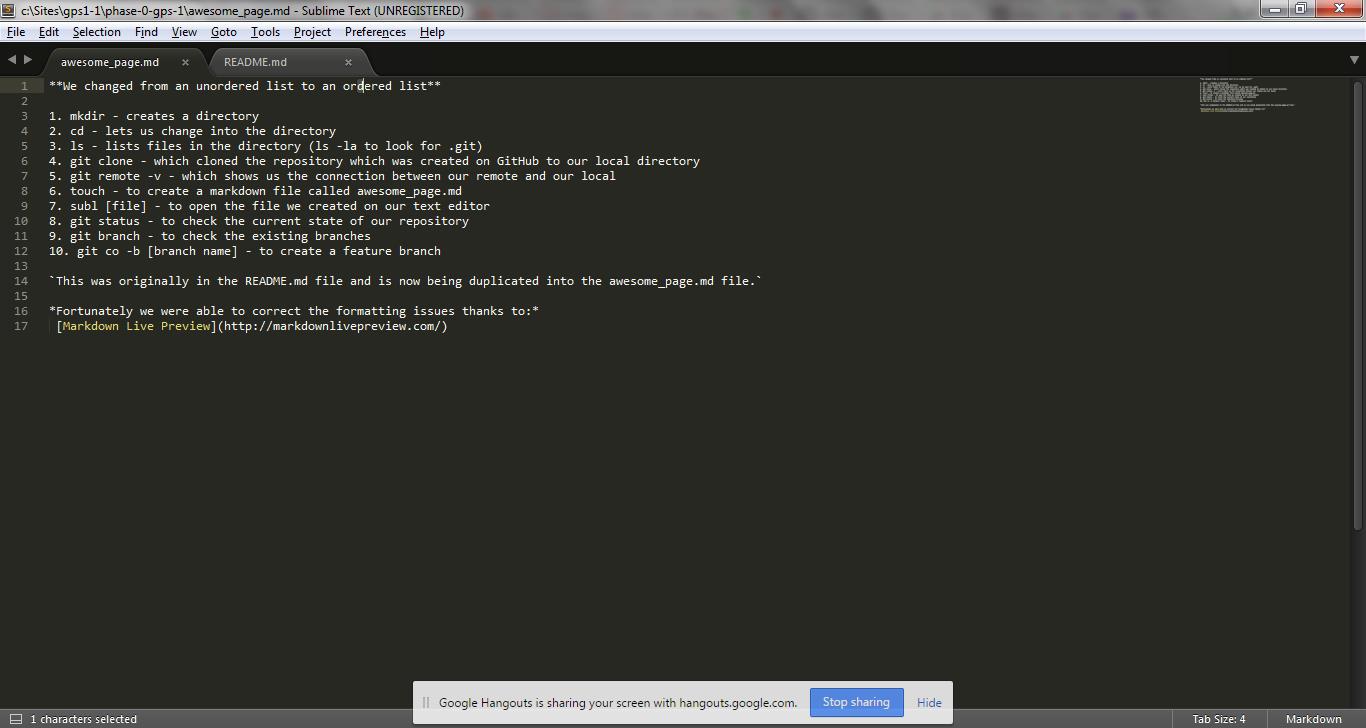 c:\Sites\gps1-1\phase-0-gps-1\awesome_page.md - Sublime Text (UNREGISTERED)
File Edit Selection Find View Goto Tools Project Preferences Help
awesome_page.md × README.md ×
1 **We changed from an unordered list to an ordered list**
2
3 1. mkdir - creates a directory
4 2. cd - lets us change into the directory
5 3. ls - lists files in the directory (ls -la to look for .git)
6 4. git clone - which cloned the repository which was created on GitHub to our local directory
7 5. git remote -v - which shows us the connection between our remote and our local
8 6. touch - to create a markdown file called awesome_page.md
9 7. subl [file] - to open the file we created on our text editor
10 8. git status - to check the current state of our repository
11 9. git branch - to check the existing branches
12 10. git co -b [branch name] - to create a feature branch
13
14 `This was originally in the README.md file and is now being duplicated into the awesome_page.md file.`
15
16 *Fortunately we were able to correct the formatting issues thanks to:*
17 [Markdown Live Preview](http://markdownlivepreview.com/)
Google Hangouts is sharing your screen with hangouts.google.com. Stop sharing Hide
1 characters selected Tab Size: 4 Markdown